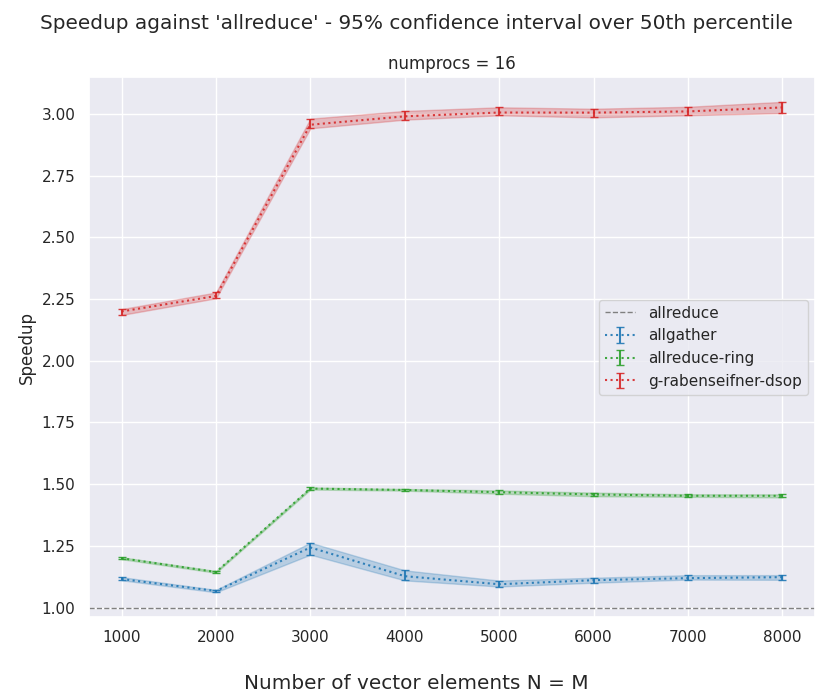 Speedup against 'allreduce' - 95% confidence interval over 50th percentile
numprocs = 16
3.00
2.75
2.50
2.25
2.00
1.75
1.50
1.25
1.00
Speedup
allreduce
allgather
allreduce-ring
g-rabenseifner-dsop
1000 2000 3000 4000 5000 6000 7000 8000
Number of vector elements N = M